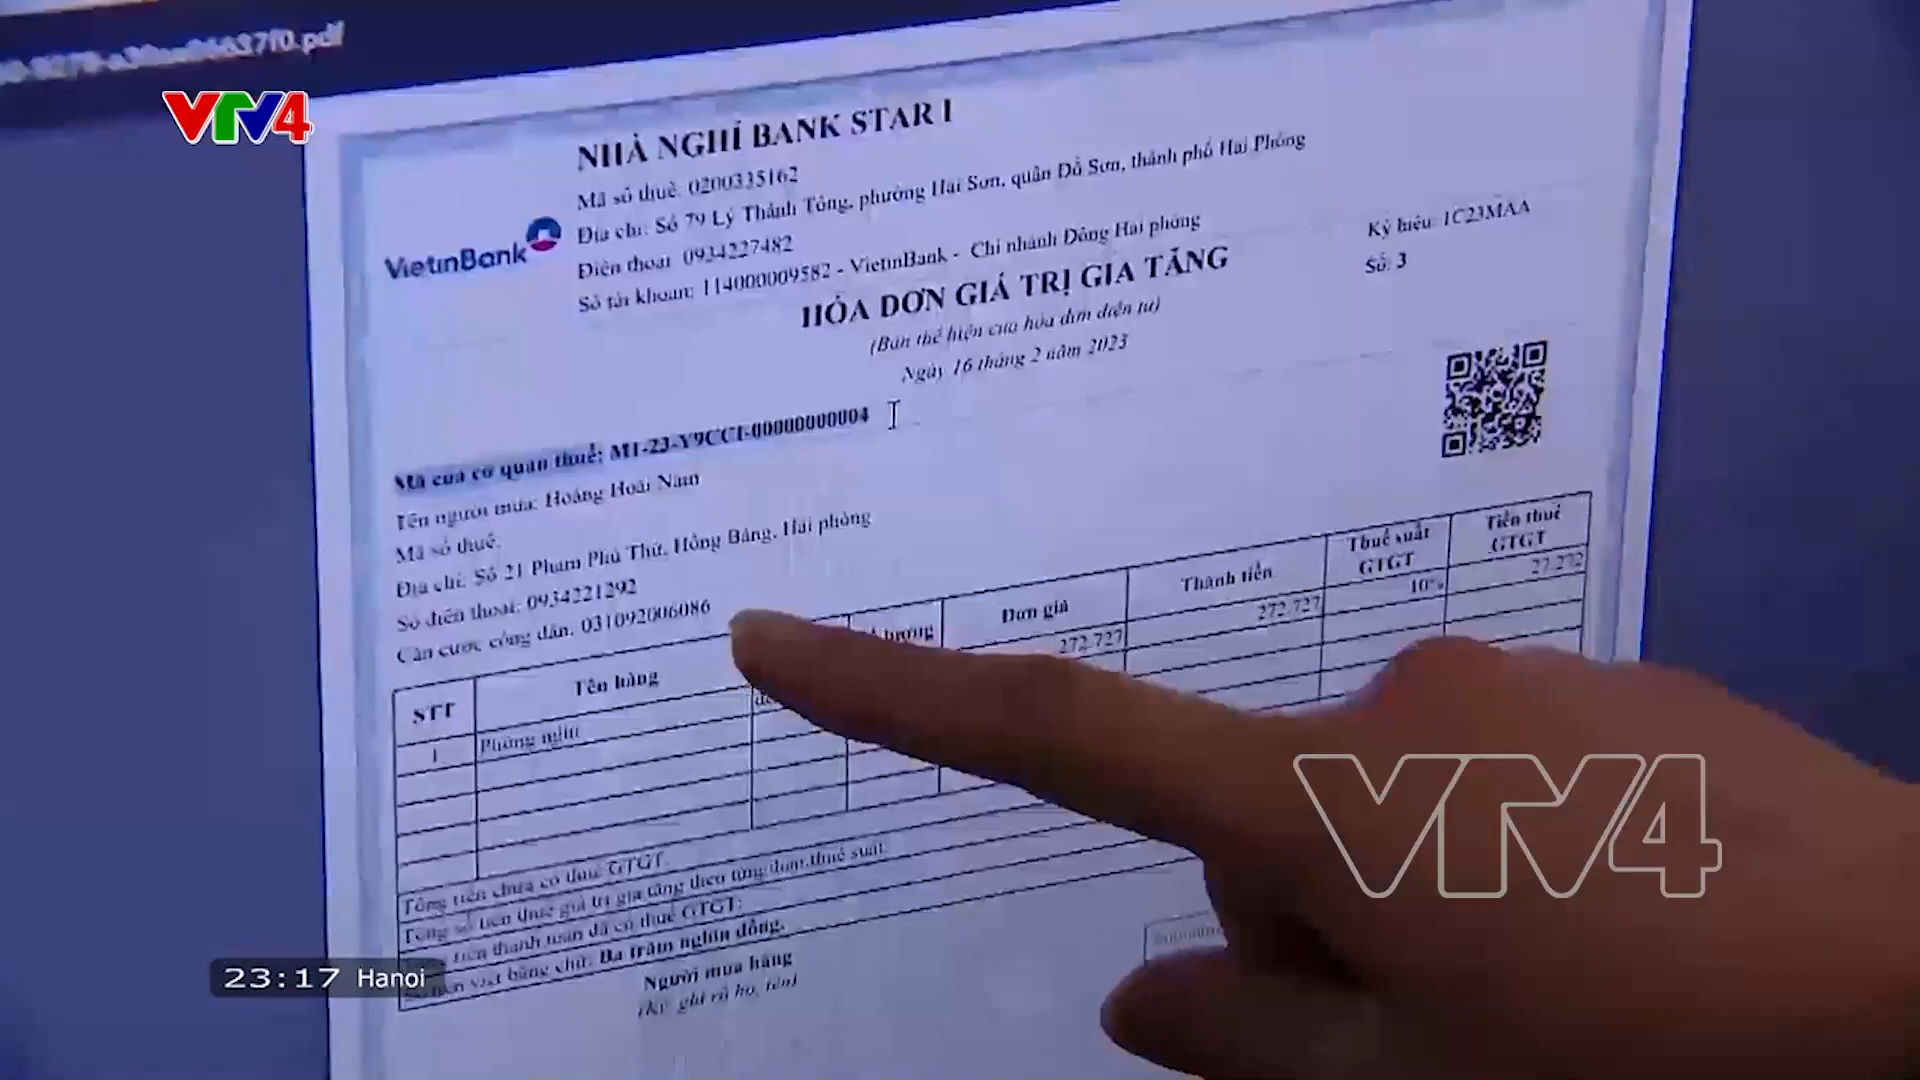 VTV4
NHÀ NGHỈ BANK STAR I
Mã số thuế: 0200335162
Địa chỉ: Số 79 Lý Thánh Tông, phường Hải Sơn, quận Đồ Sơn, thành phố Hải Phòng
Điện thoại: 0934227482
Số tài khoản: 114000009582 - VietinBank - Chi nhánh Đông Hải phòng
VietinBank
Ký hiệu: 1C23MAA
Số: 3
HÓA ĐƠN GIÁ TRỊ GIA TĂNG
(Bản thể hiện của hóa đơn điện tử)
Ngày 16 tháng 2 năm 2023
Mã của cơ quan thuế: M1-23-Y9CCI-00000000004
Tên người mua: Hoàng Hoài Nam
Mã số thuế:
Địa chỉ: Số 21 Phạm Phú Thứ, Hồng Bàng, Hải phòng
Số điện thoại: 0934221292
Căn cước công dân: 031092006086
STT Tên hàng lượng Đơn giá Thành tiền Thuế suất GTGT Tiền thuế GTGT
1 Phòng nghỉ 272.727 272.727 10% 27.272
Tổng tiền chưa có thuế GTGT:
Tổng số tiền thuế giá trị gia tăng theo từng loại thuế suất:
tiền thanh toán đã có thuế GTGT:
Số tiền viết bằng chữ: Ba trăm nghìn đồng.
Người mua hàng
(Ký, ghi rõ họ, tên)
VTV4
23:17 Hanoi